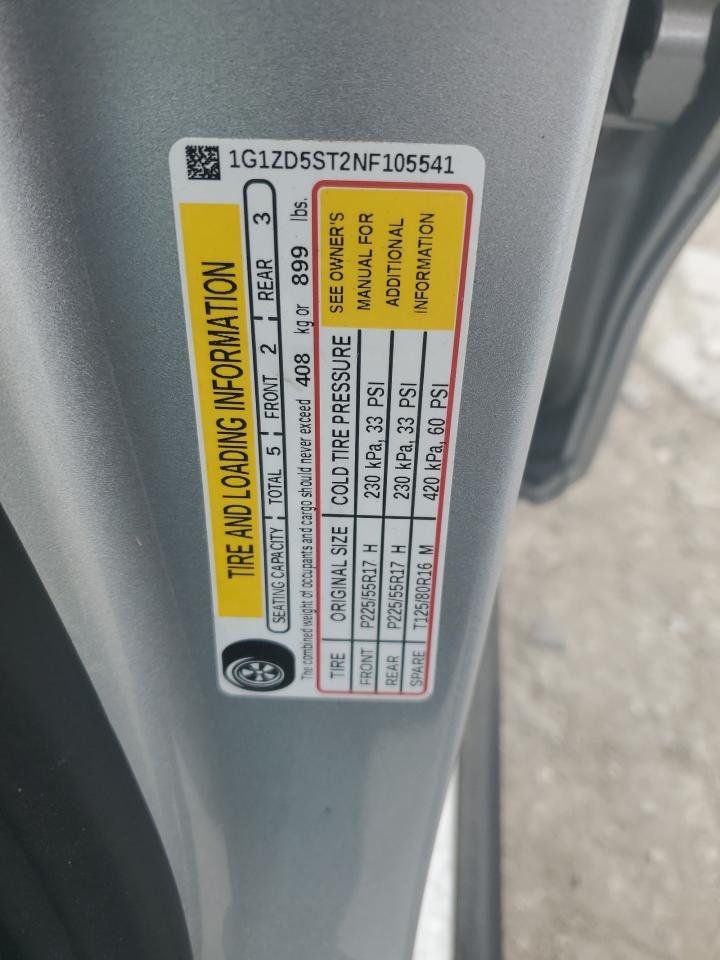 1G1ZD5ST2NF105541
TIRE AND LOADING INFORMATION
SEATING CAPACITY TOTAL 5 FRONT 2 REAR 3
The combined weight of occupants and cargo should never exceed 408 kg or 899 lbs.
TIRE ORIGINAL SIZE COLD TIRE PRESSURE
FRONT P225/55R17 H 230 kPa, 33 PSI
REAR P225/55R17 H 230 kPa, 33 PSI
SPARE T125/80R16 M 420 kPa, 60 PSI
SEE OWNER'S
MANUAL FOR
ADDITIONAL
INFORMATION